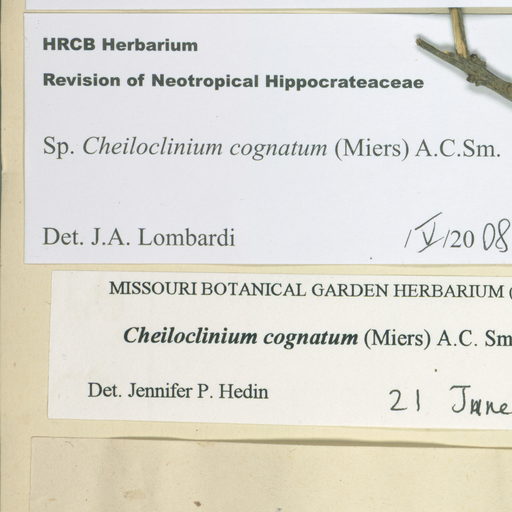 HRCB Herbarium
Revision of Neotropical Hippocrateaceae
Sp. Cheiloclinium cognatum (Miers) A.C.Sm.
Det. J.A. Lombardi /V/2008
MISSOURI BOTANICAL GARDEN HERBARIUM (
Cheiloclinium cognatum (Miers) A.C. Sm
Det. Jennifer P. Hedin 21 June